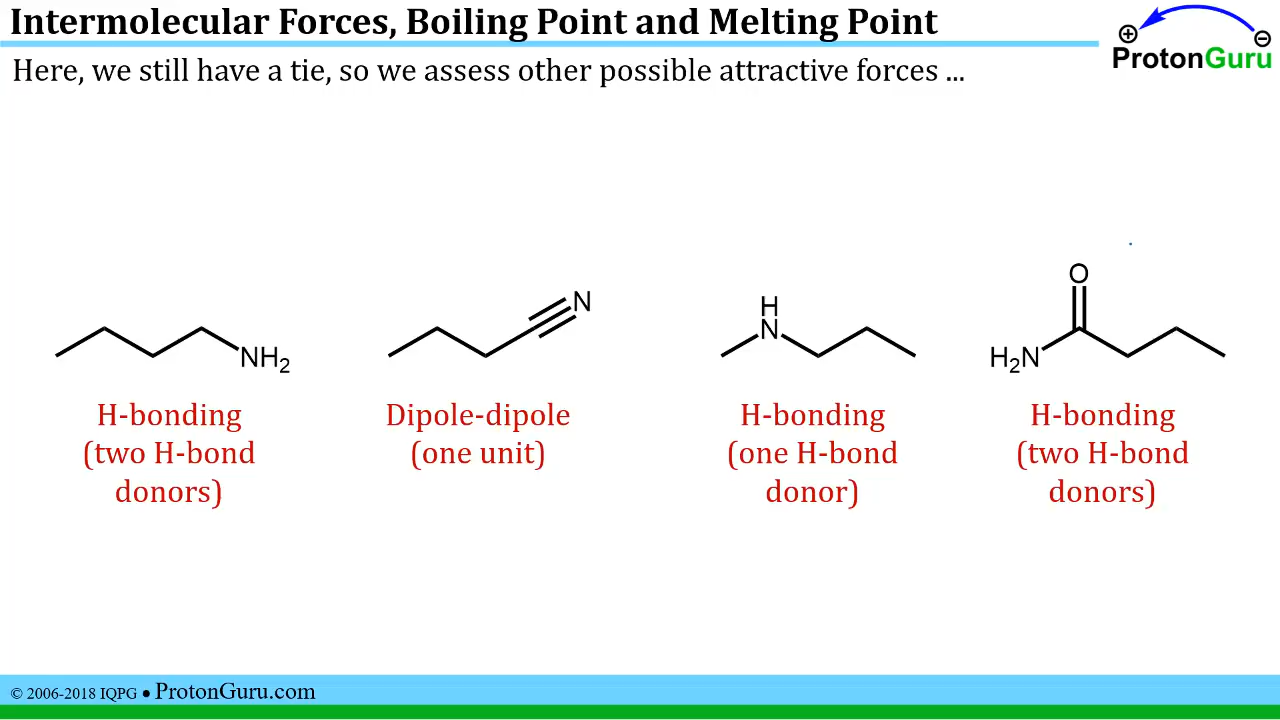 Intermolecular Forces, Boiling Point and Melting Point
ProtonGuru
Here, we still have a tie, so we assess other possible attractive forces ...
NH2
N
H
N
O
H2N
H-bonding
(two H-bond
donors)
Dipole-dipole
(one unit)
H-bonding
(one H-bond
donor)
H-bonding
(two H-bond
donors)
© 2006-2018 IQPG ● ProtonGuru.com